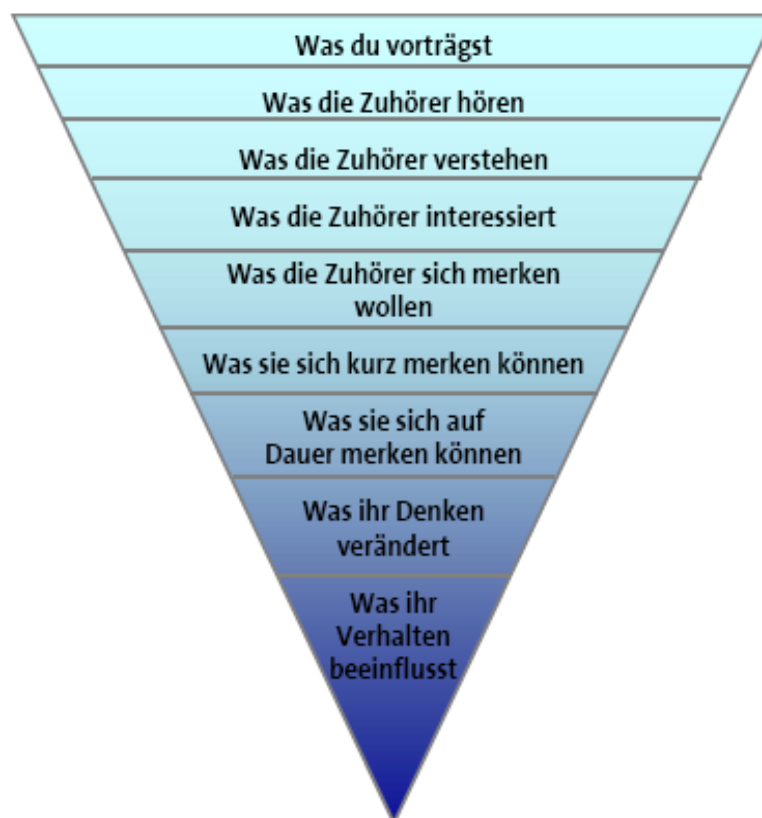 Was du vorträgst
Was die Zuhörer hören
Was die Zuhörer verstehen
Was die Zuhörer interessiert
Was die Zuhörer sich merken
wollen
Was sie sich kurz merken können
Was sie sich auf
Dauer merken können
Was ihr Denken
verändert
Was ihr
Verhalten
beeinflusst